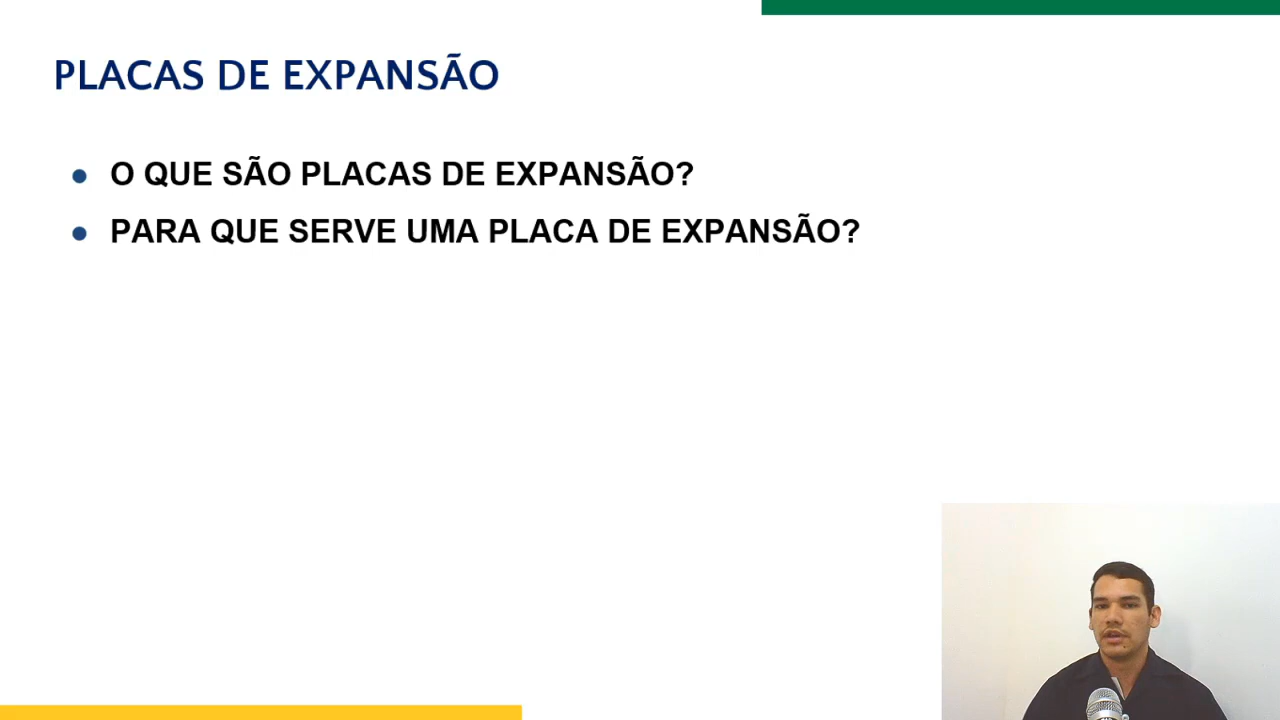 PLACAS DE EXPANSÃO
● O QUE SÃO PLACAS DE EXPANSÃO?
● PARA QUE SERVE UMA PLACA DE EXPANSÃO?